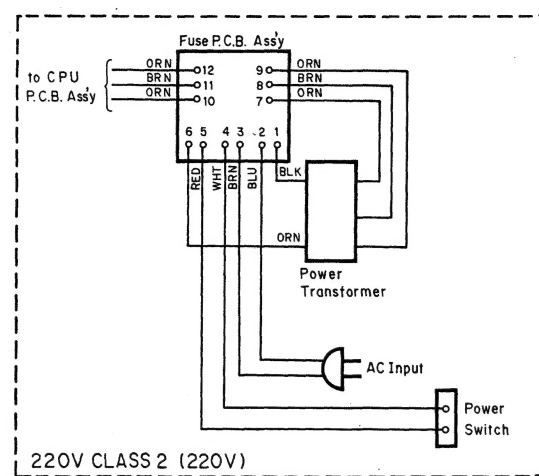 Fuse P.C.B. Ass'y
to CPU
P.C.B. Ass'y
ORN 12 9 ORN
BRN 11 8 BRN
ORN 10 7 ORN
6 5 4 3 2 1
RED WHT BRN BLU BLK
ORN
Power
Transformer
AC Input
Power
Switch
220V CLASS 2 (220V)